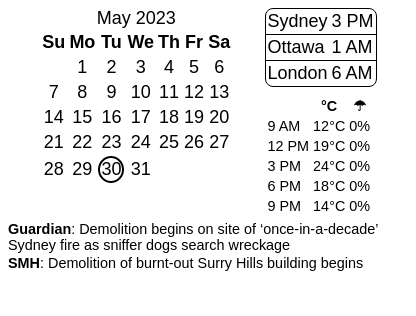 May 2023
Su Mo Tu We Th Fr Sa
1 2 3 4 5 6
7 8 9 10 11 12 13
14 15 16 17 18 19 20
21 22 23 24 25 26 27
28 29 30 31
Sydney 3 PM
Ottawa 1 AM
London 6 AM
°C ☂
9 AM 12°C 0%
12 PM 19°C 0%
3 PM 24°C 0%
6 PM 18°C 0%
9 PM 14°C 0%
Guardian: Demolition begins on site of ‘once-in-a-decade’
Sydney fire as sniffer dogs search wreckage
SMH: Demolition of burnt-out Surry Hills building begins